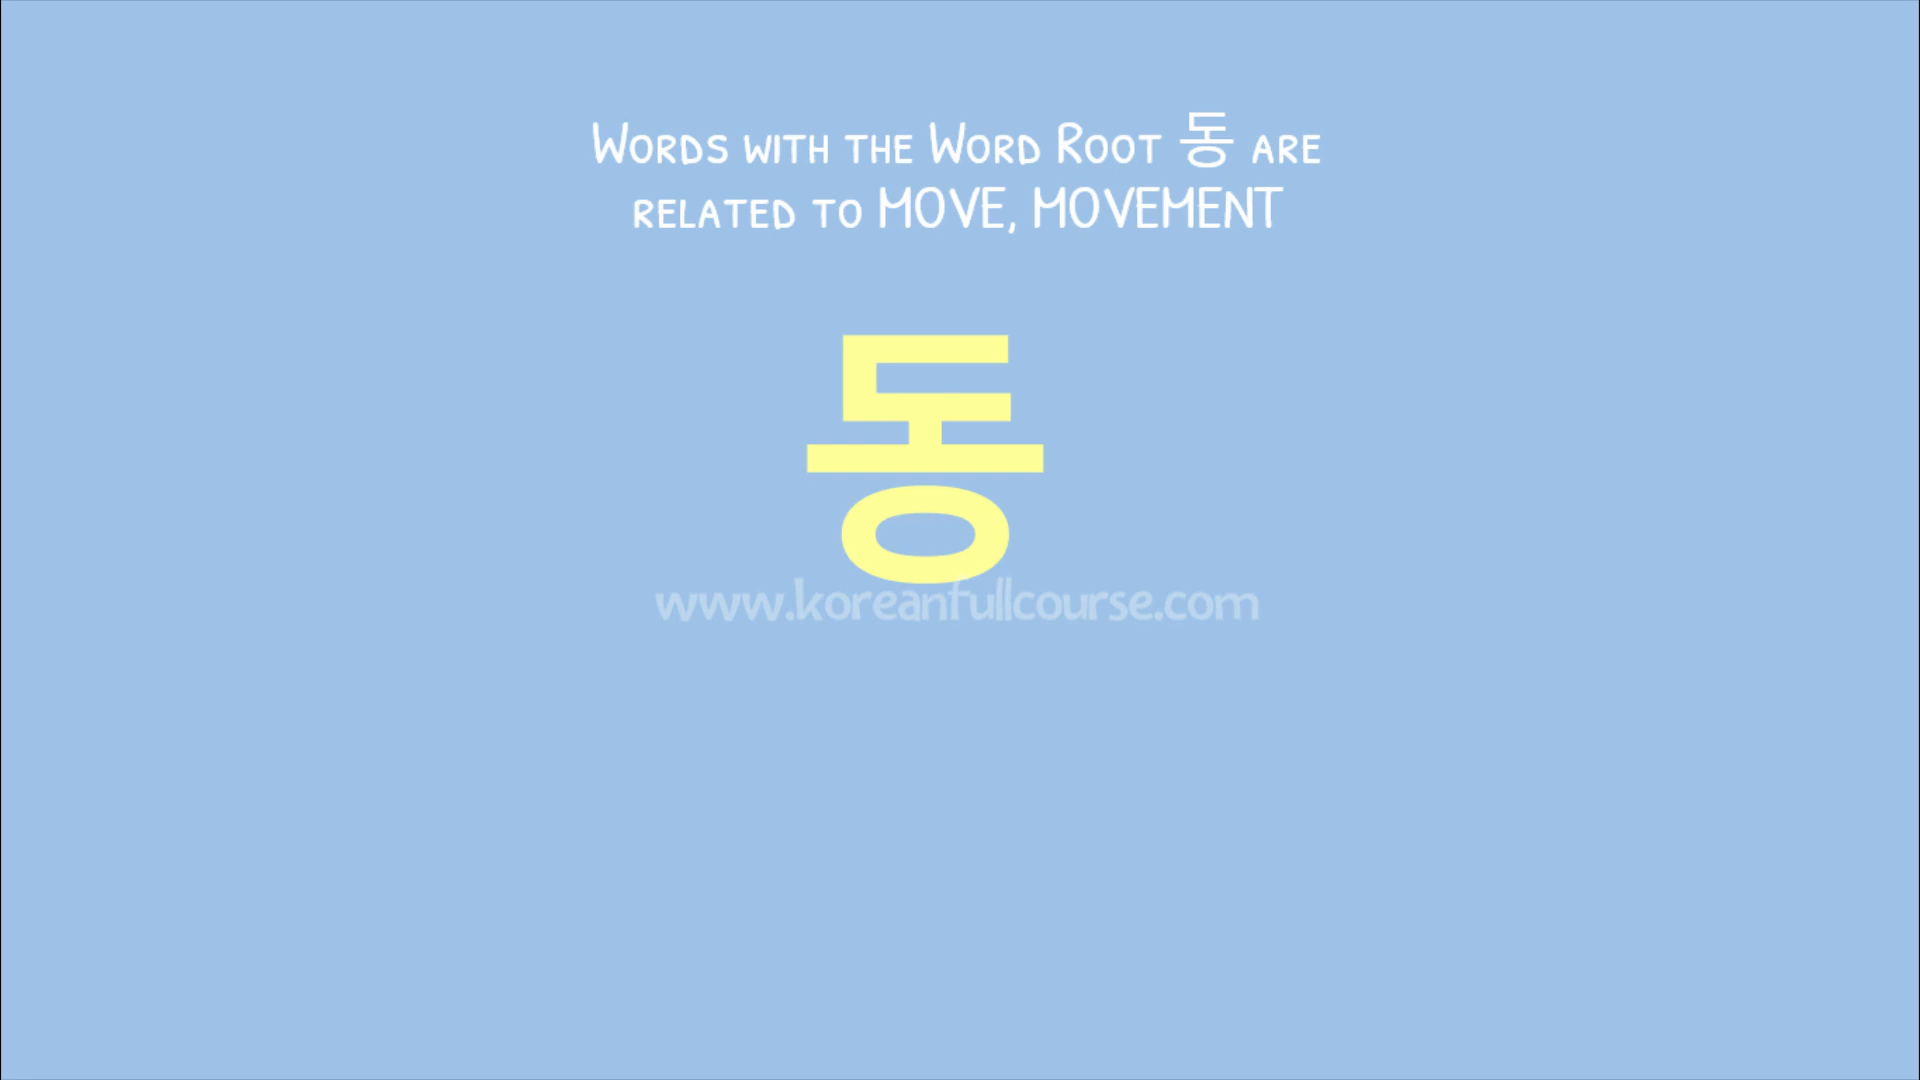 Words with the Word Root 동 are
related to MOVE, MOVEMENT
동
www.koreanfullcourse.com